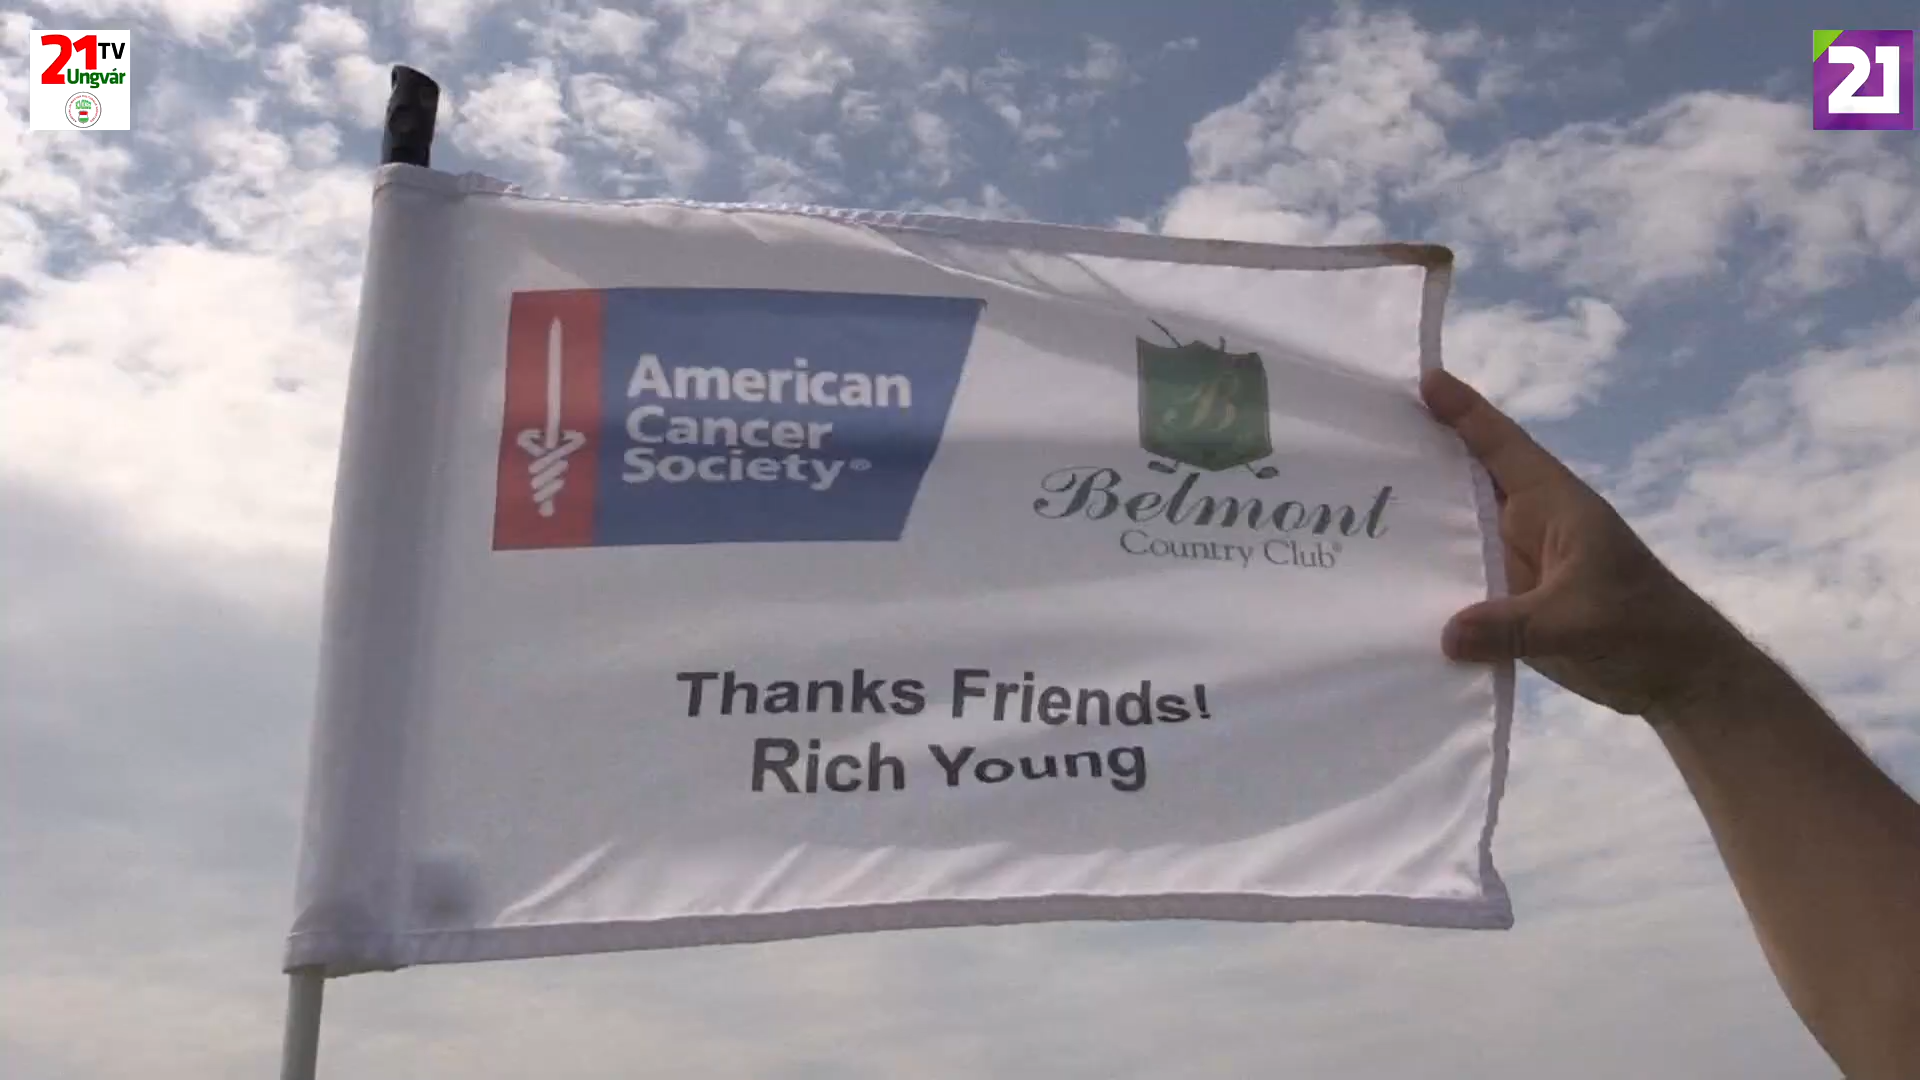 21 TV
Ungvár
21
American
Cancer
Society®
B
Belmont
Country Club®
Thanks Friends!
Rich Young